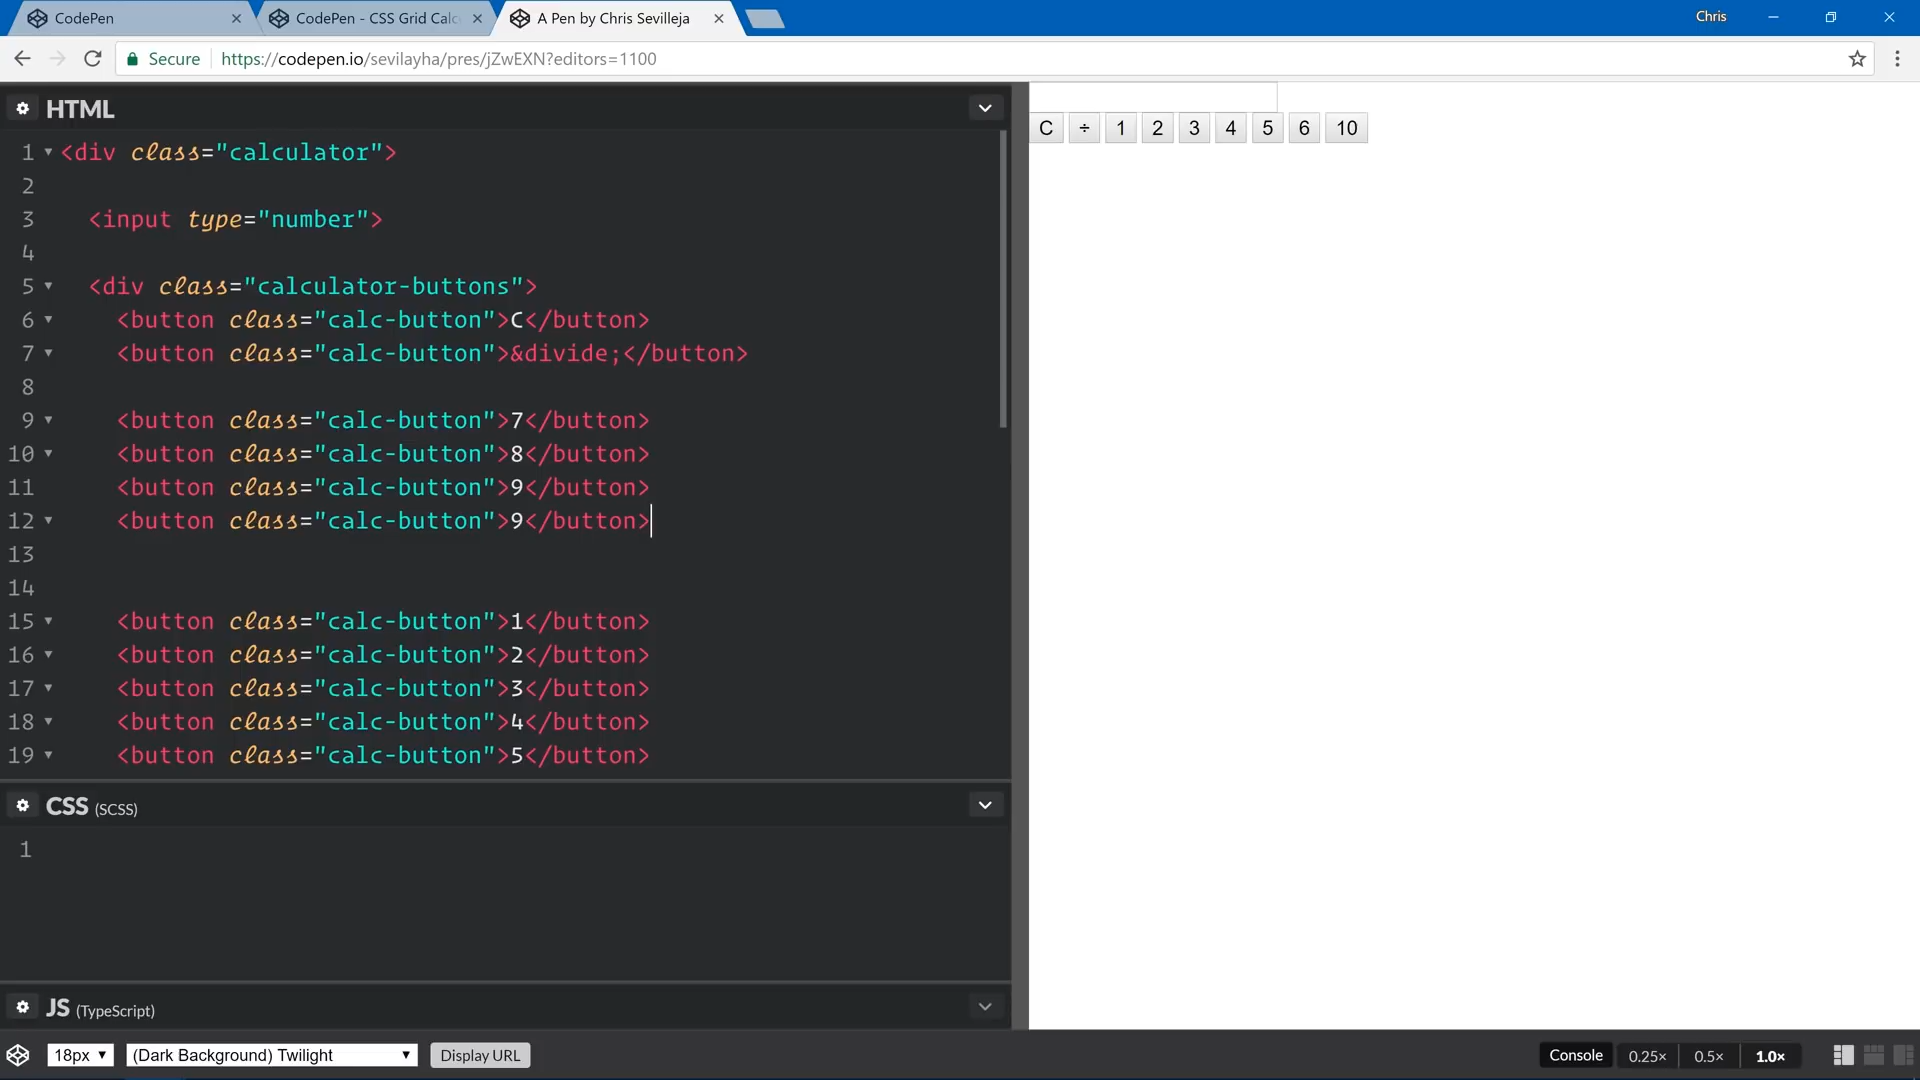 CodePen
CodePen - CSS Grid Calc
A Pen by Chris Sevilleja
Chris
Secure
https://codepen.io/sevilayha/pres/jZwEXN?editors=1100
HTML
1 <div class="calculator">
2
3 <input type="number">
4
5 <div class="calculator-buttons">
6 <button class="calc-button">C</button>
7 <button class="calc-button">&divide;</button>
8
9 <button class="calc-button">7</button>
10 <button class="calc-button">8</button>
11 <button class="calc-button">9</button>
12 <button class="calc-button">9</button>
13
14
15 <button class="calc-button">1</button>
16 <button class="calc-button">2</button>
17 <button class="calc-button">3</button>
18 <button class="calc-button">4</button>
19 <button class="calc-button">5</button>
C ÷ 1 2 3 4 5 6 10
CSS (SCSS)
1
JS (TypeScript)
18px
(Dark Background) Twilight
Display URL
Console
0.25×
0.5×
1.0×